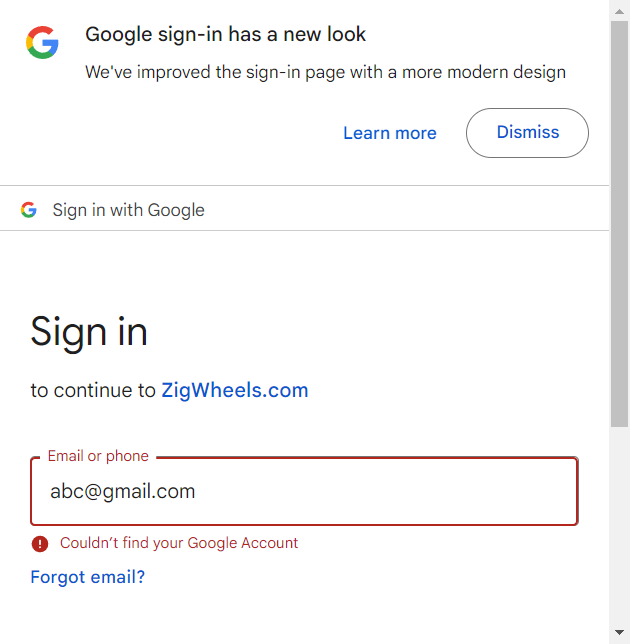 Google sign-in has a new look
We've improved the sign-in page with a more modern design
Learn more
Dismiss
Sign in with Google
Sign in
to continue to ZigWheels.com
Email or phone
abc@gmail.com
Couldn’t find your Google Account
Forgot email?